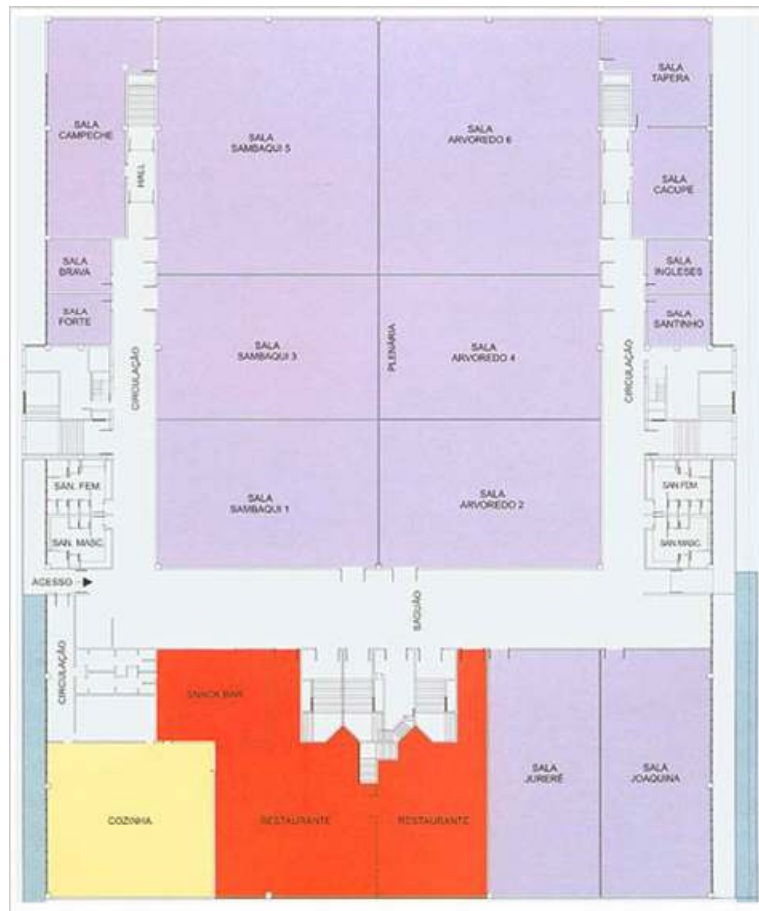 SALA
TAPERA
SALA
CAMPECHE
SALA
SAMBAQUI 5
SALA
ARVOREDO 6
HALL
SALA
CACUPÉ
SALA
BRAVA
SALA
INGLESES
SALA
FORTE
SALA
SANTINHO
CIRCULAÇÃO
SALA
SAMBAQUI 3
PLENÁRIA
SALA
ARVOREDO 4
CIRCULAÇÃO
SAN. FEM.
SALA
SAMBAQUI 1
SALA
ARVOREDO 2
SAN.FEM.
SAN. MASC.
SAN.MASC.
ACESSO
SAGUÃO
CIRCULAÇÃO
SNACK BAR
SALA
JURERÊ
SALA
JOAQUINA
COZINHA
RESTAURANTE
RESTAURANTE